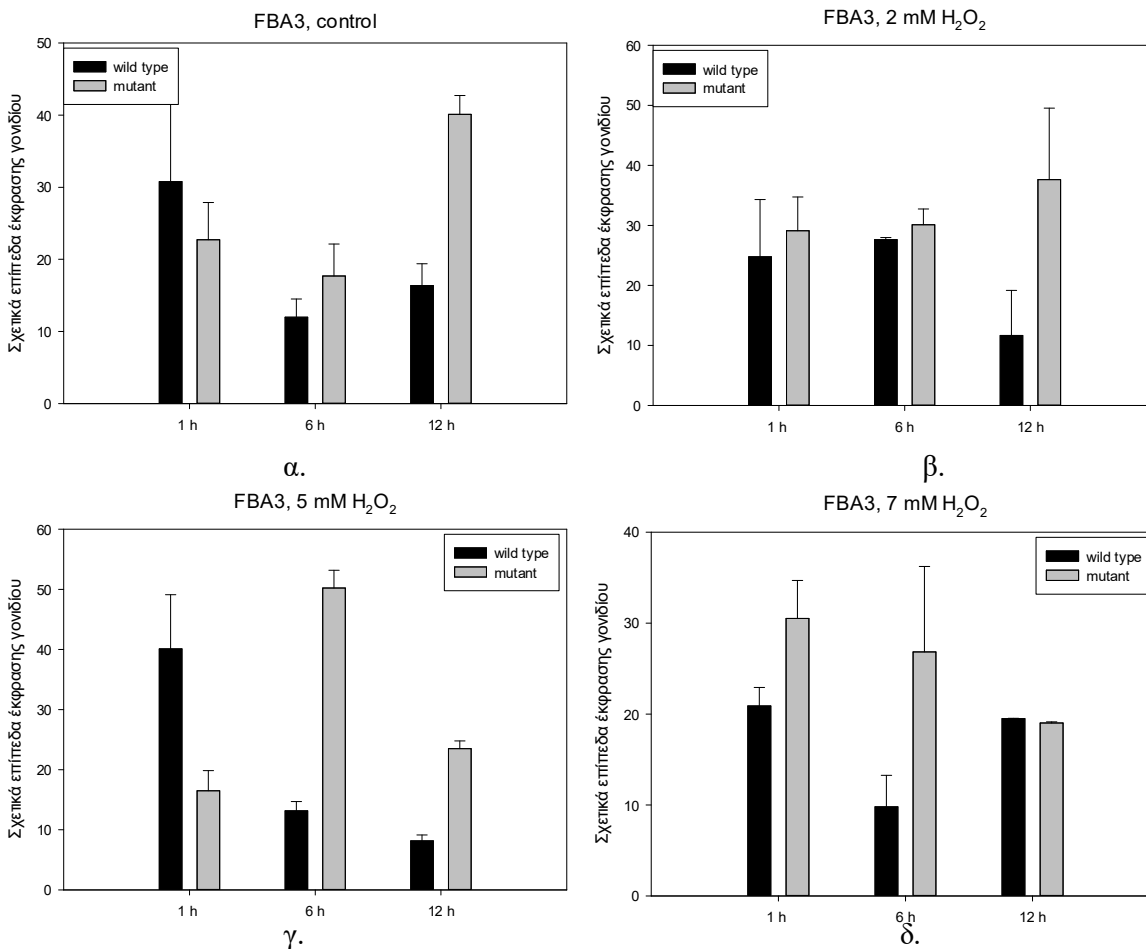 FBA3, control
Σχετικά επίπεδα έκφρασης γονιδίου
50
40
30
20
10
0
wild type
mutant
1 h
6 h
12 h
α.
FBA3, 2 mM H₂O₂
Σχετικά επίπεδα έκφρασης γονιδίου
60
50
40
30
20
10
0
wild type
mutant
1 h
6 h
12 h
β.
FBA3, 5 mM H₂O₂
Σχετικά επίπεδα έκφρασης γονιδίου
60
50
40
30
20
10
0
wild type
mutant
1 h
6 h
12 h
γ.
FBA3, 7 mM H₂O₂
Σχετικά επίπεδα έκφρασης γονιδίου
40
30
20
10
0
wild type
mutant
1 h
6 h
12 h
δ.